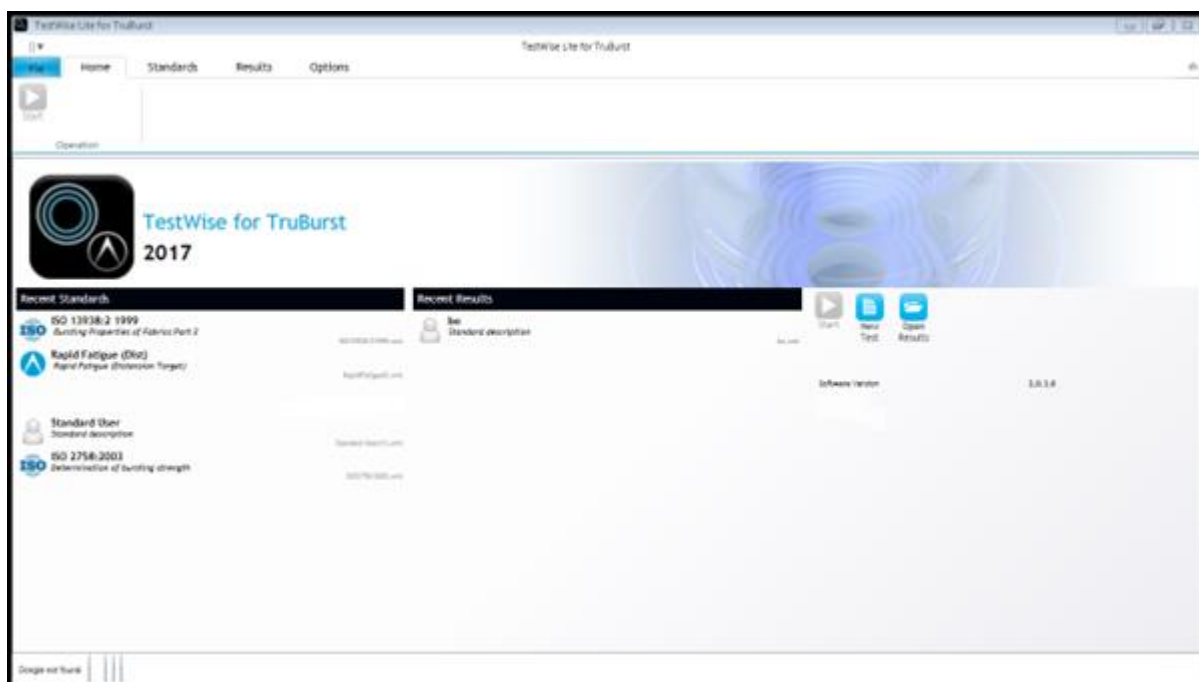 TestWise Lite for TruBurst
TestWise Lite for TruBurst
File Home Standards Results Options
Start
Operation
TestWise for TruBurst
2017
Recent Standards
ISO 13938:2 1999
Bursting Properties of Fabrics Part 2
Rapid Fatigue (Dist)
Rapid Fatigue (Distension Target)
Standard User
Standard description
ISO 2758:2003
Determination of bursting strength
Recent Results
Standard description
Start
New Test
Open Results
Software Version
Dongle not found